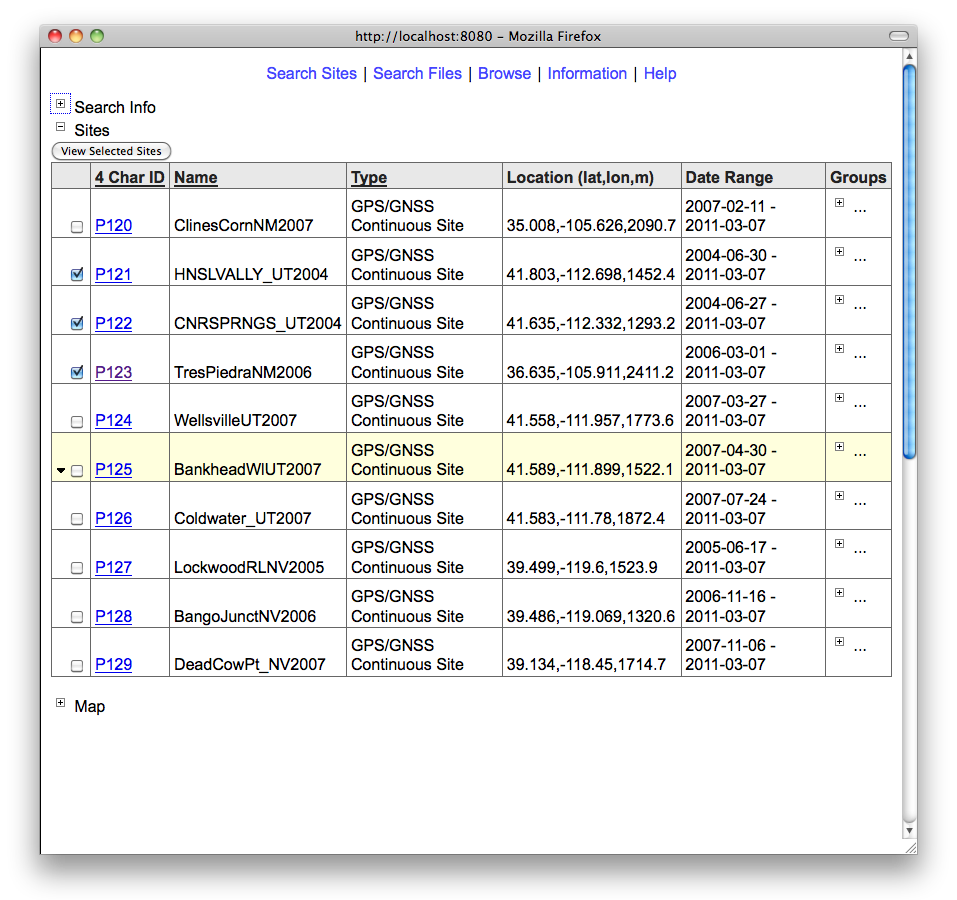 http://localhost:8080 – Mozilla Firefox
Search Sites | Search Files | Browse | Information | Help
Search Info
Sites
View Selected Sites
4 Char ID Name Type Location (lat,lon,m) Date Range Groups
GPS/GNSS 2007-02-11 - ...
P120 ClinesCornNM2007 Continuous Site 35.008,-105.626,2090.7 2011-03-07
GPS/GNSS 2004-06-30 - ...
P121 HNSLVALLY_UT2004 Continuous Site 41.803,-112.698,1452.4 2011-03-07
GPS/GNSS 2004-06-27 - ...
P122 CNRSPRNGS_UT2004 Continuous Site 41.635,-112.332,1293.2 2011-03-07
GPS/GNSS 2006-03-01 - ...
P123 TresPiedraNM2006 Continuous Site 36.635,-105.911,2411.2 2011-03-07
GPS/GNSS 2007-03-27 - ...
P124 WellsvilleUT2007 Continuous Site 41.558,-111.957,1773.6 2011-03-07
GPS/GNSS 2007-04-30 - ...
P125 BankheadWlUT2007 Continuous Site 41.589,-111.899,1522.1 2011-03-07
GPS/GNSS 2007-07-24 - ...
P126 Coldwater_UT2007 Continuous Site 41.583,-111.78,1872.4 2011-03-07
GPS/GNSS 2005-06-17 - ...
P127 LockwoodRLNV2005 Continuous Site 39.499,-119.6,1523.9 2011-03-07
GPS/GNSS 2006-11-16 - ...
P128 BangoJunctNV2006 Continuous Site 39.486,-119.069,1320.6 2011-03-07
GPS/GNSS 2007-11-06 - ...
P129 DeadCowPt_NV2007 Continuous Site 39.134,-118.45,1714.7 2011-03-07
Map